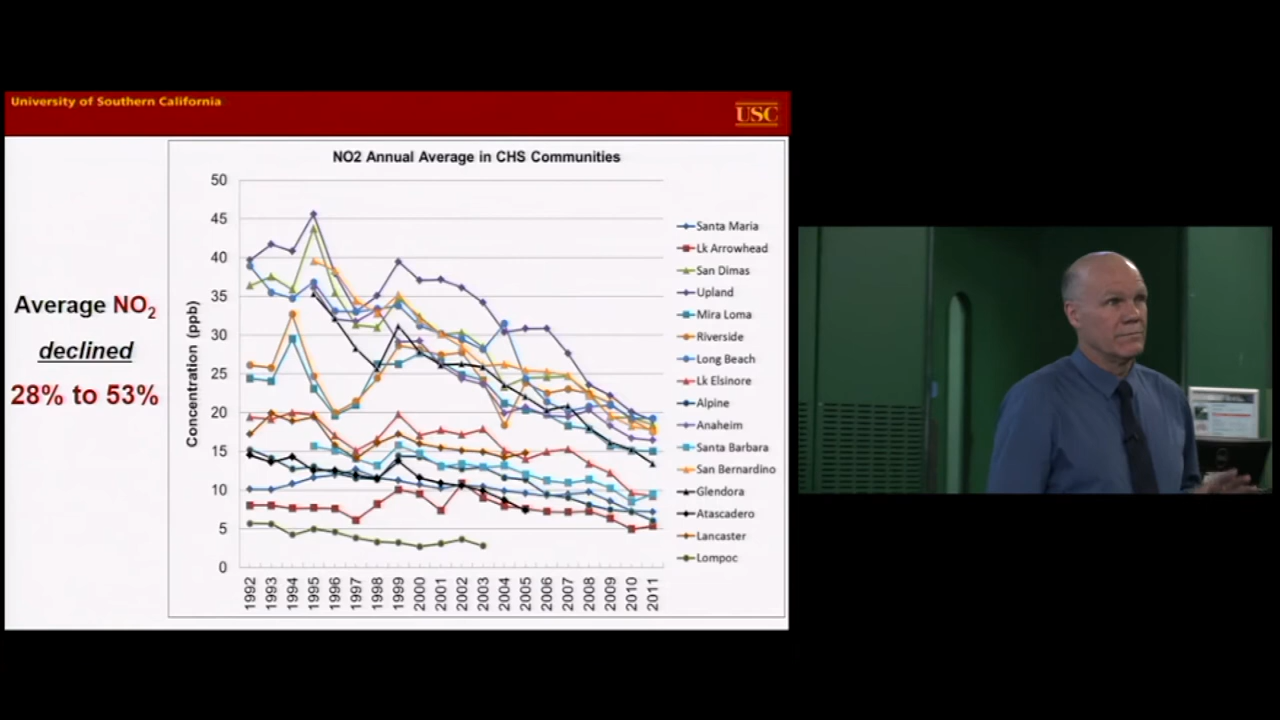 University of Southern California
USC
Average NO2
declined
28% to 53%
NO2 Annual Average in CHS Communities
Concentration (ppb)
50
45
40
35
30
25
20
15
10
5
0
1992
1993
1994
1995
1996
1997
1998
1999
2000
2001
2002
2003
2004
2005
2006
2007
2008
2009
2010
2011
Santa Maria
Lk Arrowhead
San Dimas
Upland
Mira Loma
Riverside
Long Beach
Lk Elsinore
Alpine
Anaheim
Santa Barbara
San Bernardino
Glendora
Atascadero
Lancaster
Lompoc